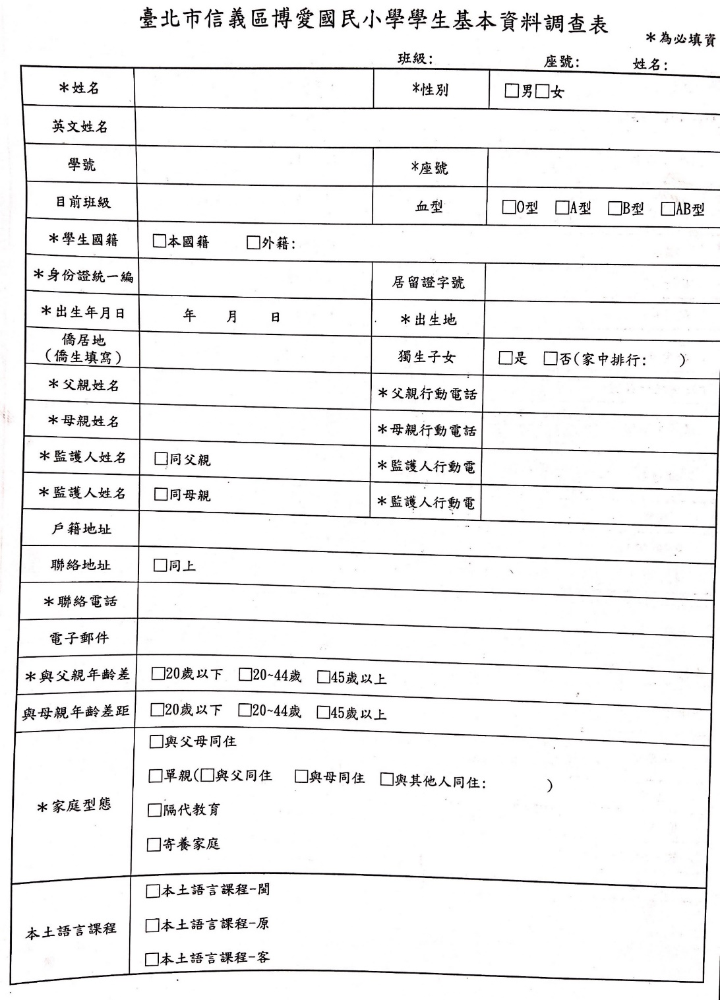 臺北市信義區博愛國民小學學生基本資料調查表
＊為必填資
班級: 座號: 姓名:
＊姓名 *性別 □男□女
英文姓名
學號 *座號
目前班級 血型 □O型 □A型 □B型 □AB型
＊學生國籍 □本國籍 □外籍:
＊身份證統一編 居留證字號
＊出生年月日 年 月 日 ＊出生地
僑居地
(僑生填寫) 獨生子女 □是 □否(家中排行: )
＊父親姓名 ＊父親行動電話
＊母親姓名 ＊母親行動電話
＊監護人姓名 □同父親 ＊監護人行動電
＊監護人姓名 □同母親 ＊監護人行動電
戶籍地址
聯絡地址 □同上
＊聯絡電話
電子郵件
＊與父親年齡差 □20歲以下 □20~44歲 □45歲以上
與母親年齡差距 □20歲以下 □20~44歲 □45歲以上
＊家庭型態
□與父母同住
□單親(□與父同住 □與母同住 □與其他人同住: )
□隔代教育
□寄養家庭
本土語言課程
□本土語言課程-閩
□本土語言課程-原
□本土語言課程-客